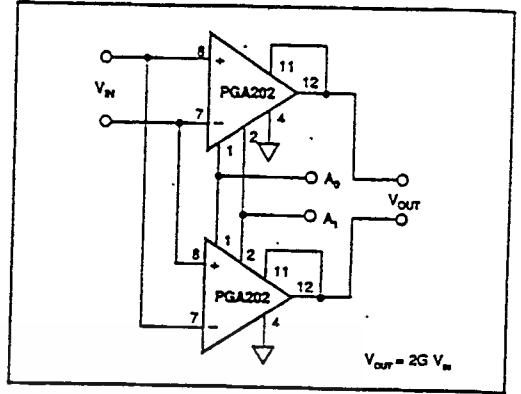 8
11
V_IN
+
PGA202
12
7
−
4
1
2
A₀
V_OUT
A₁
1
8
2
11
+
PGA202
12
7
−
4
V_OUT = 2G V_IN